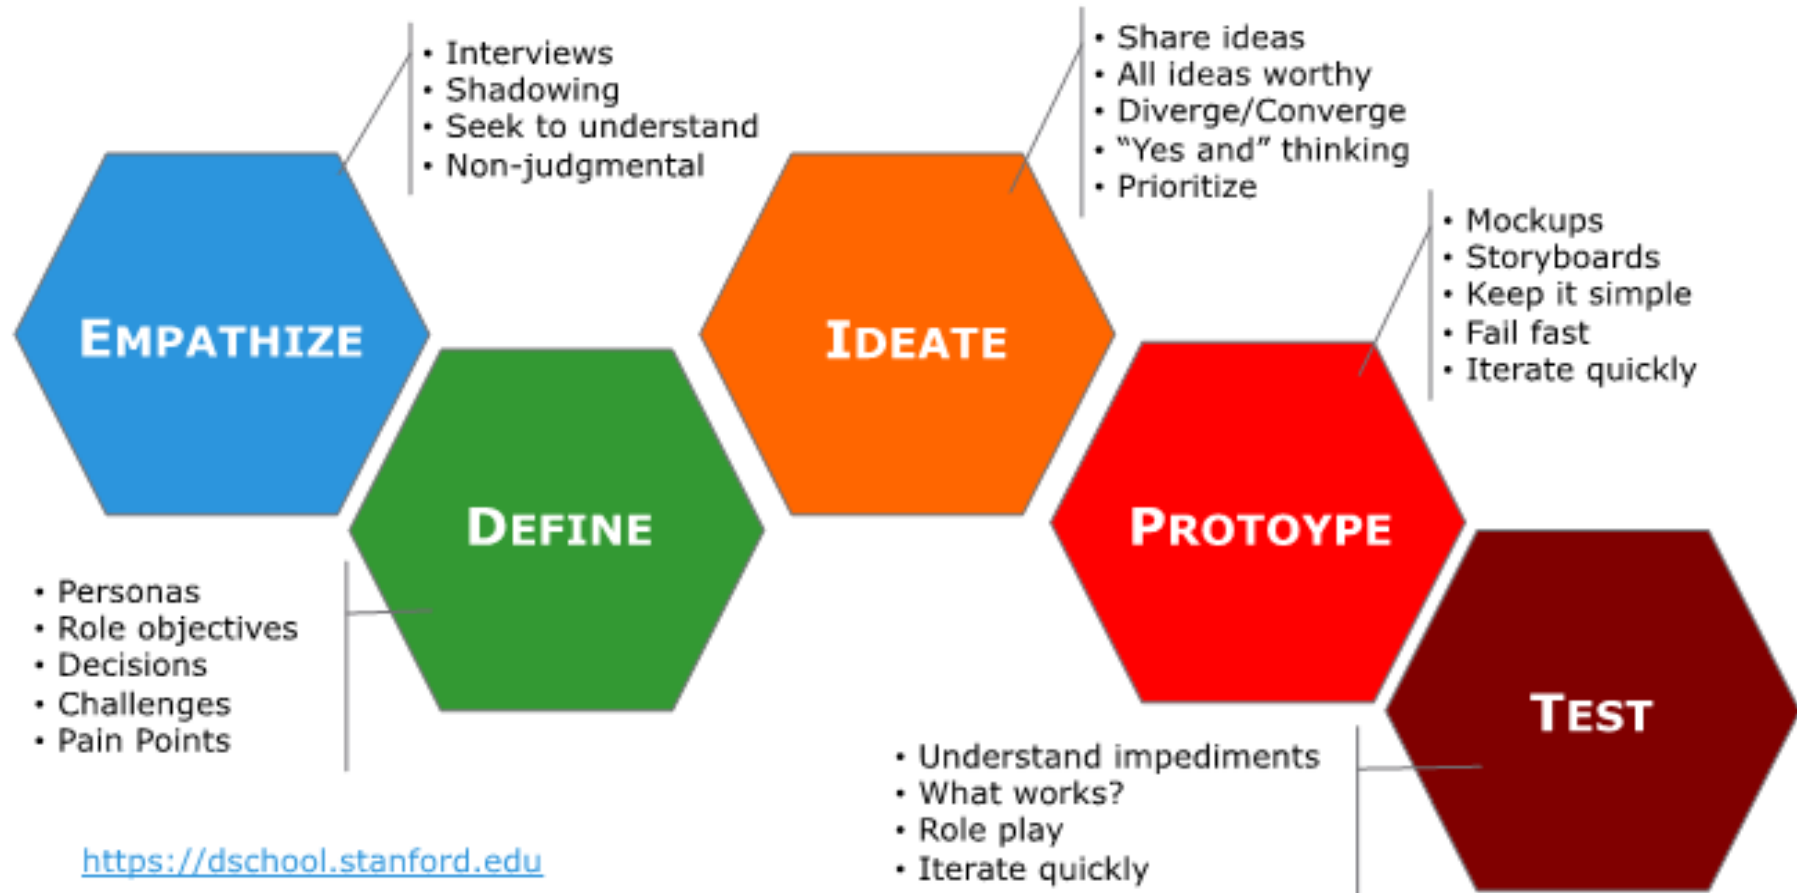 • Interviews
• Shadowing
• Seek to understand
• Non-judgmental
EMPATHIZE
DEFINE
• Personas
• Role objectives
• Decisions
• Challenges
• Pain Points
• Share ideas
• All ideas worthy
• Diverge/Converge
• “Yes and” thinking
• Prioritize
IDEATE
• Mockups
• Storyboards
• Keep it simple
• Fail fast
• Iterate quickly
PROTOYPE
TEST
• Understand impediments
• What works?
• Role play
• Iterate quickly
https://dschool.stanford.edu